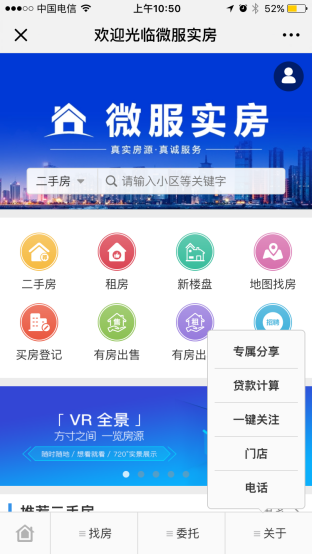 中国电信 上午10:50 52%
欢迎光临微服实房
微服实房
真实房源·真诚服务
二手房 请输入小区等关键字
二手房 租房 新楼盘 地图找房
招聘
买房登记 有房出售 有房出
专属分享
贷款计算
一键关注
门店
电话
「 VR 全景 」
方寸之间 一览房源
随时随地 / 想看就看 / 720°实景展示
推荐二手房
找房 委托 关于